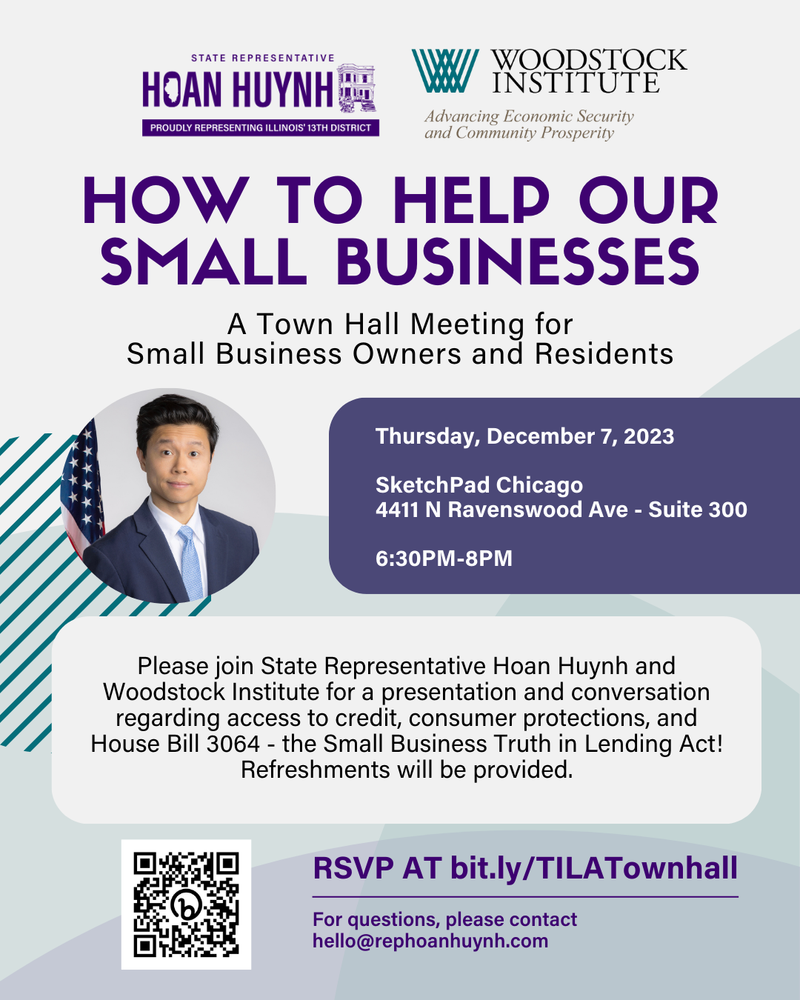 STATE REPRESENTATIVE
HOAN HUYNH
PROUDLY REPRESENTING ILLINOIS' 13TH DISTRICT
WOODSTOCK
INSTITUTE
Advancing Economic Security
and Community Prosperity
HOW TO HELP OUR
SMALL BUSINESSES
A Town Hall Meeting for
Small Business Owners and Residents
Thursday, December 7, 2023
SketchPad Chicago
4411 N Ravenswood Ave - Suite 300
6:30PM-8PM
Please join State Representative Hoan Huynh and
Woodstock Institute for a presentation and conversation
regarding access to credit, consumer protections, and
House Bill 3064 - the Small Business Truth in Lending Act!
Refreshments will be provided.
RSVP AT bit.ly/TILATownhall
For questions, please contact
hello@rephoanhuynh.com